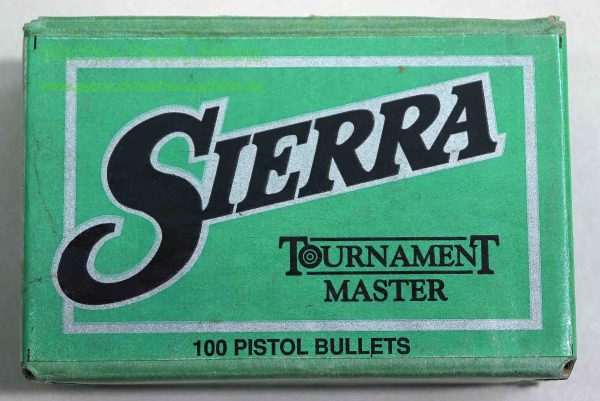 SIERRA
TOURNAMENT
MASTER
100 PISTOL BULLETS